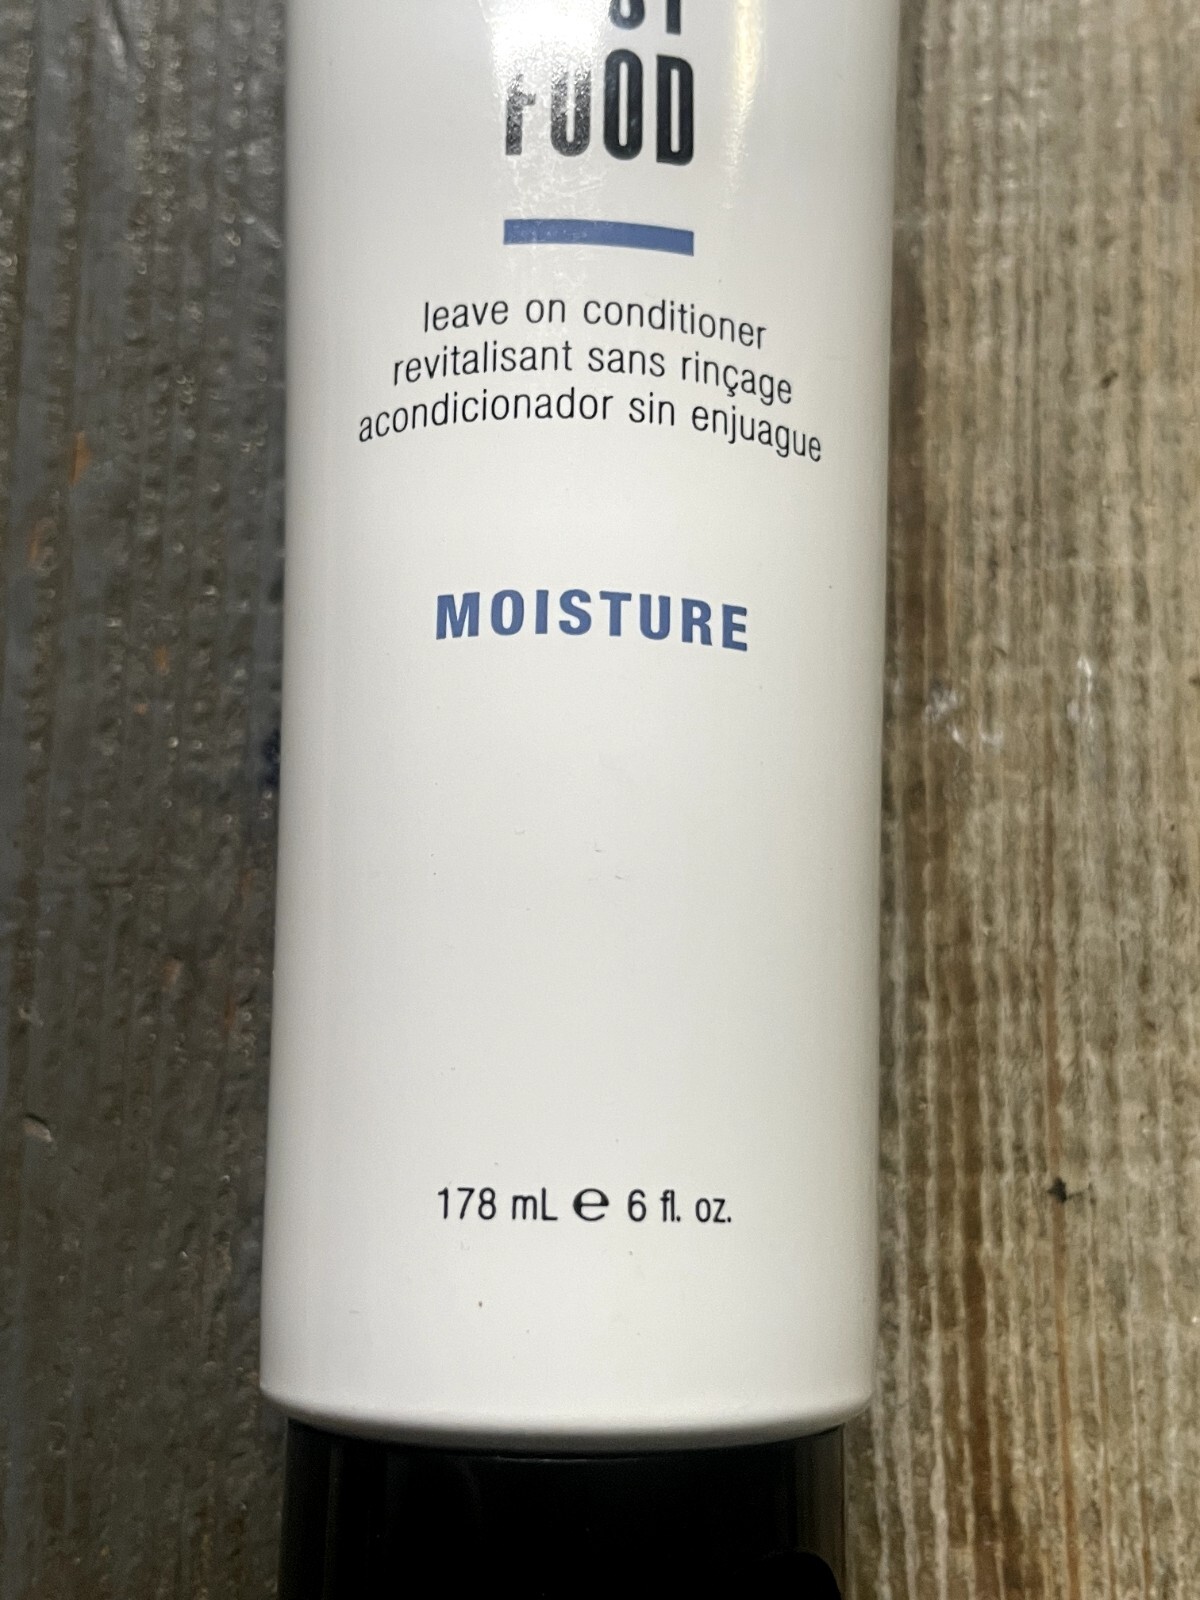 FOOD
leave on conditioner
revitalisant sans rinçage
acondicionador sin enjuague
MOISTURE
178 mL ℮ 6 fl. oz.